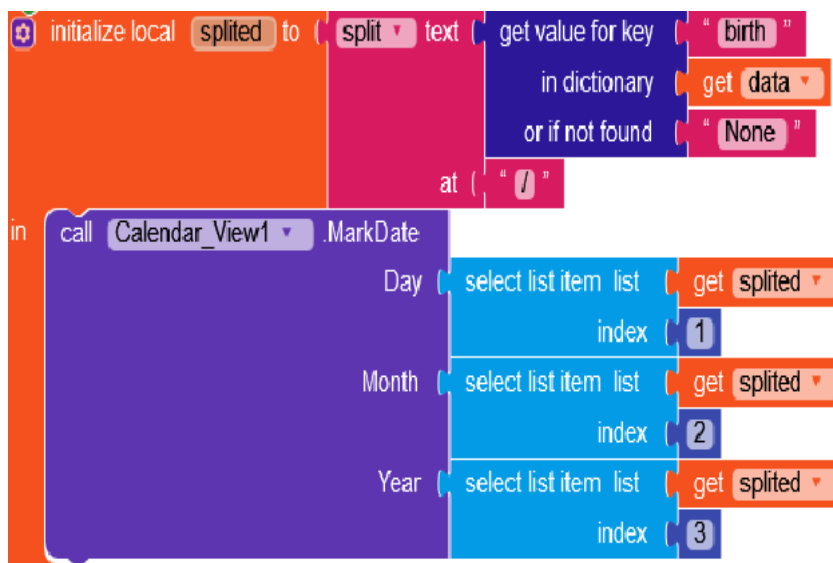 initialize local splited to split text get value for key " birth "
in dictionary get data
or if not found " None "
at " / "
in call Calendar_View1 .MarkDate
Day select list item list get splited
index 1
Month select list item list get splited
index 2
Year select list item list get splited
index 3